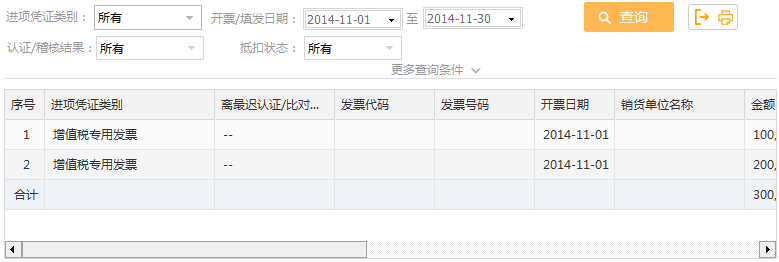 进项凭证类别： 所有 开票/填发日期： 2014-11-01 至 2014-11-30 查询
认证/稽核结果： 所有 抵扣状态： 所有
更多查询条件
序号 进项凭证类别 离最迟认证/比对... 发票代码 发票号码 开票日期 销货单位名称 金额
1 增值税专用发票 -- 2014-11-01 100,
2 增值税专用发票 -- 2014-11-01 200,
合计 300,